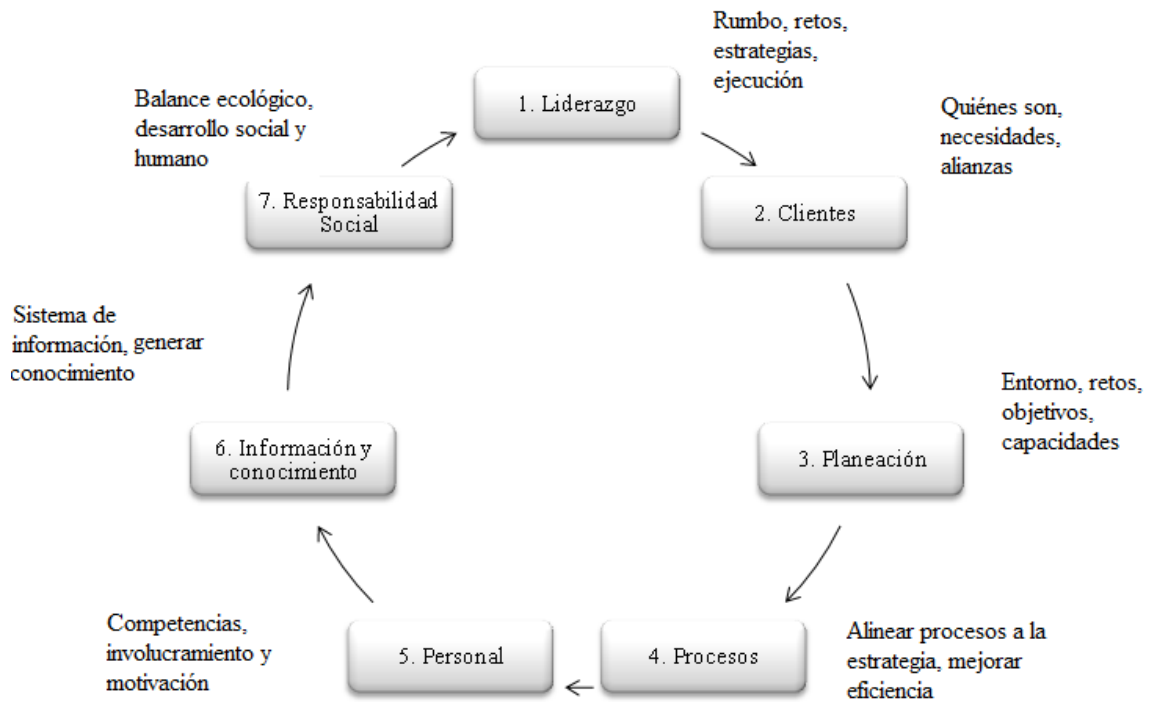 Rumbo, retos,
estrategias,
ejecución
1. Liderazgo
Quiénes son,
necesidades,
alianzas
2. Clientes
Entorno, retos,
objetivos,
capacidades
3. Planeación
Alinear procesos a la
estrategia, mejorar
eficiencia
4. Procesos
5. Personal
Competencias,
involucramiento y
motivación
6. Información y
conocimiento
Sistema de
información, generar
conocimiento
7. Responsabilidad
Social
Balance ecológico,
desarrollo social y
humano